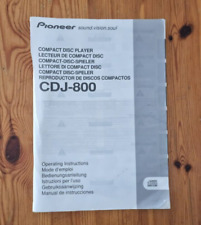 Pioneer sound.vision.soul
COMPACT DISC PLAYER
LECTEUR DE COMPACT DISC
COMPACT-DISC-SPIELER
LETTORE DI COMPACT DISC
COMPACT DISC-SPELER
REPRODUCTOR DE DISCOS COMPACTOS
CDJ-800
Operating Instructions
Mode d'emploi
Bedienungsanleitung
Istruzioni per l'uso
Gebruiksaanwijzing
Manual de instrucciones